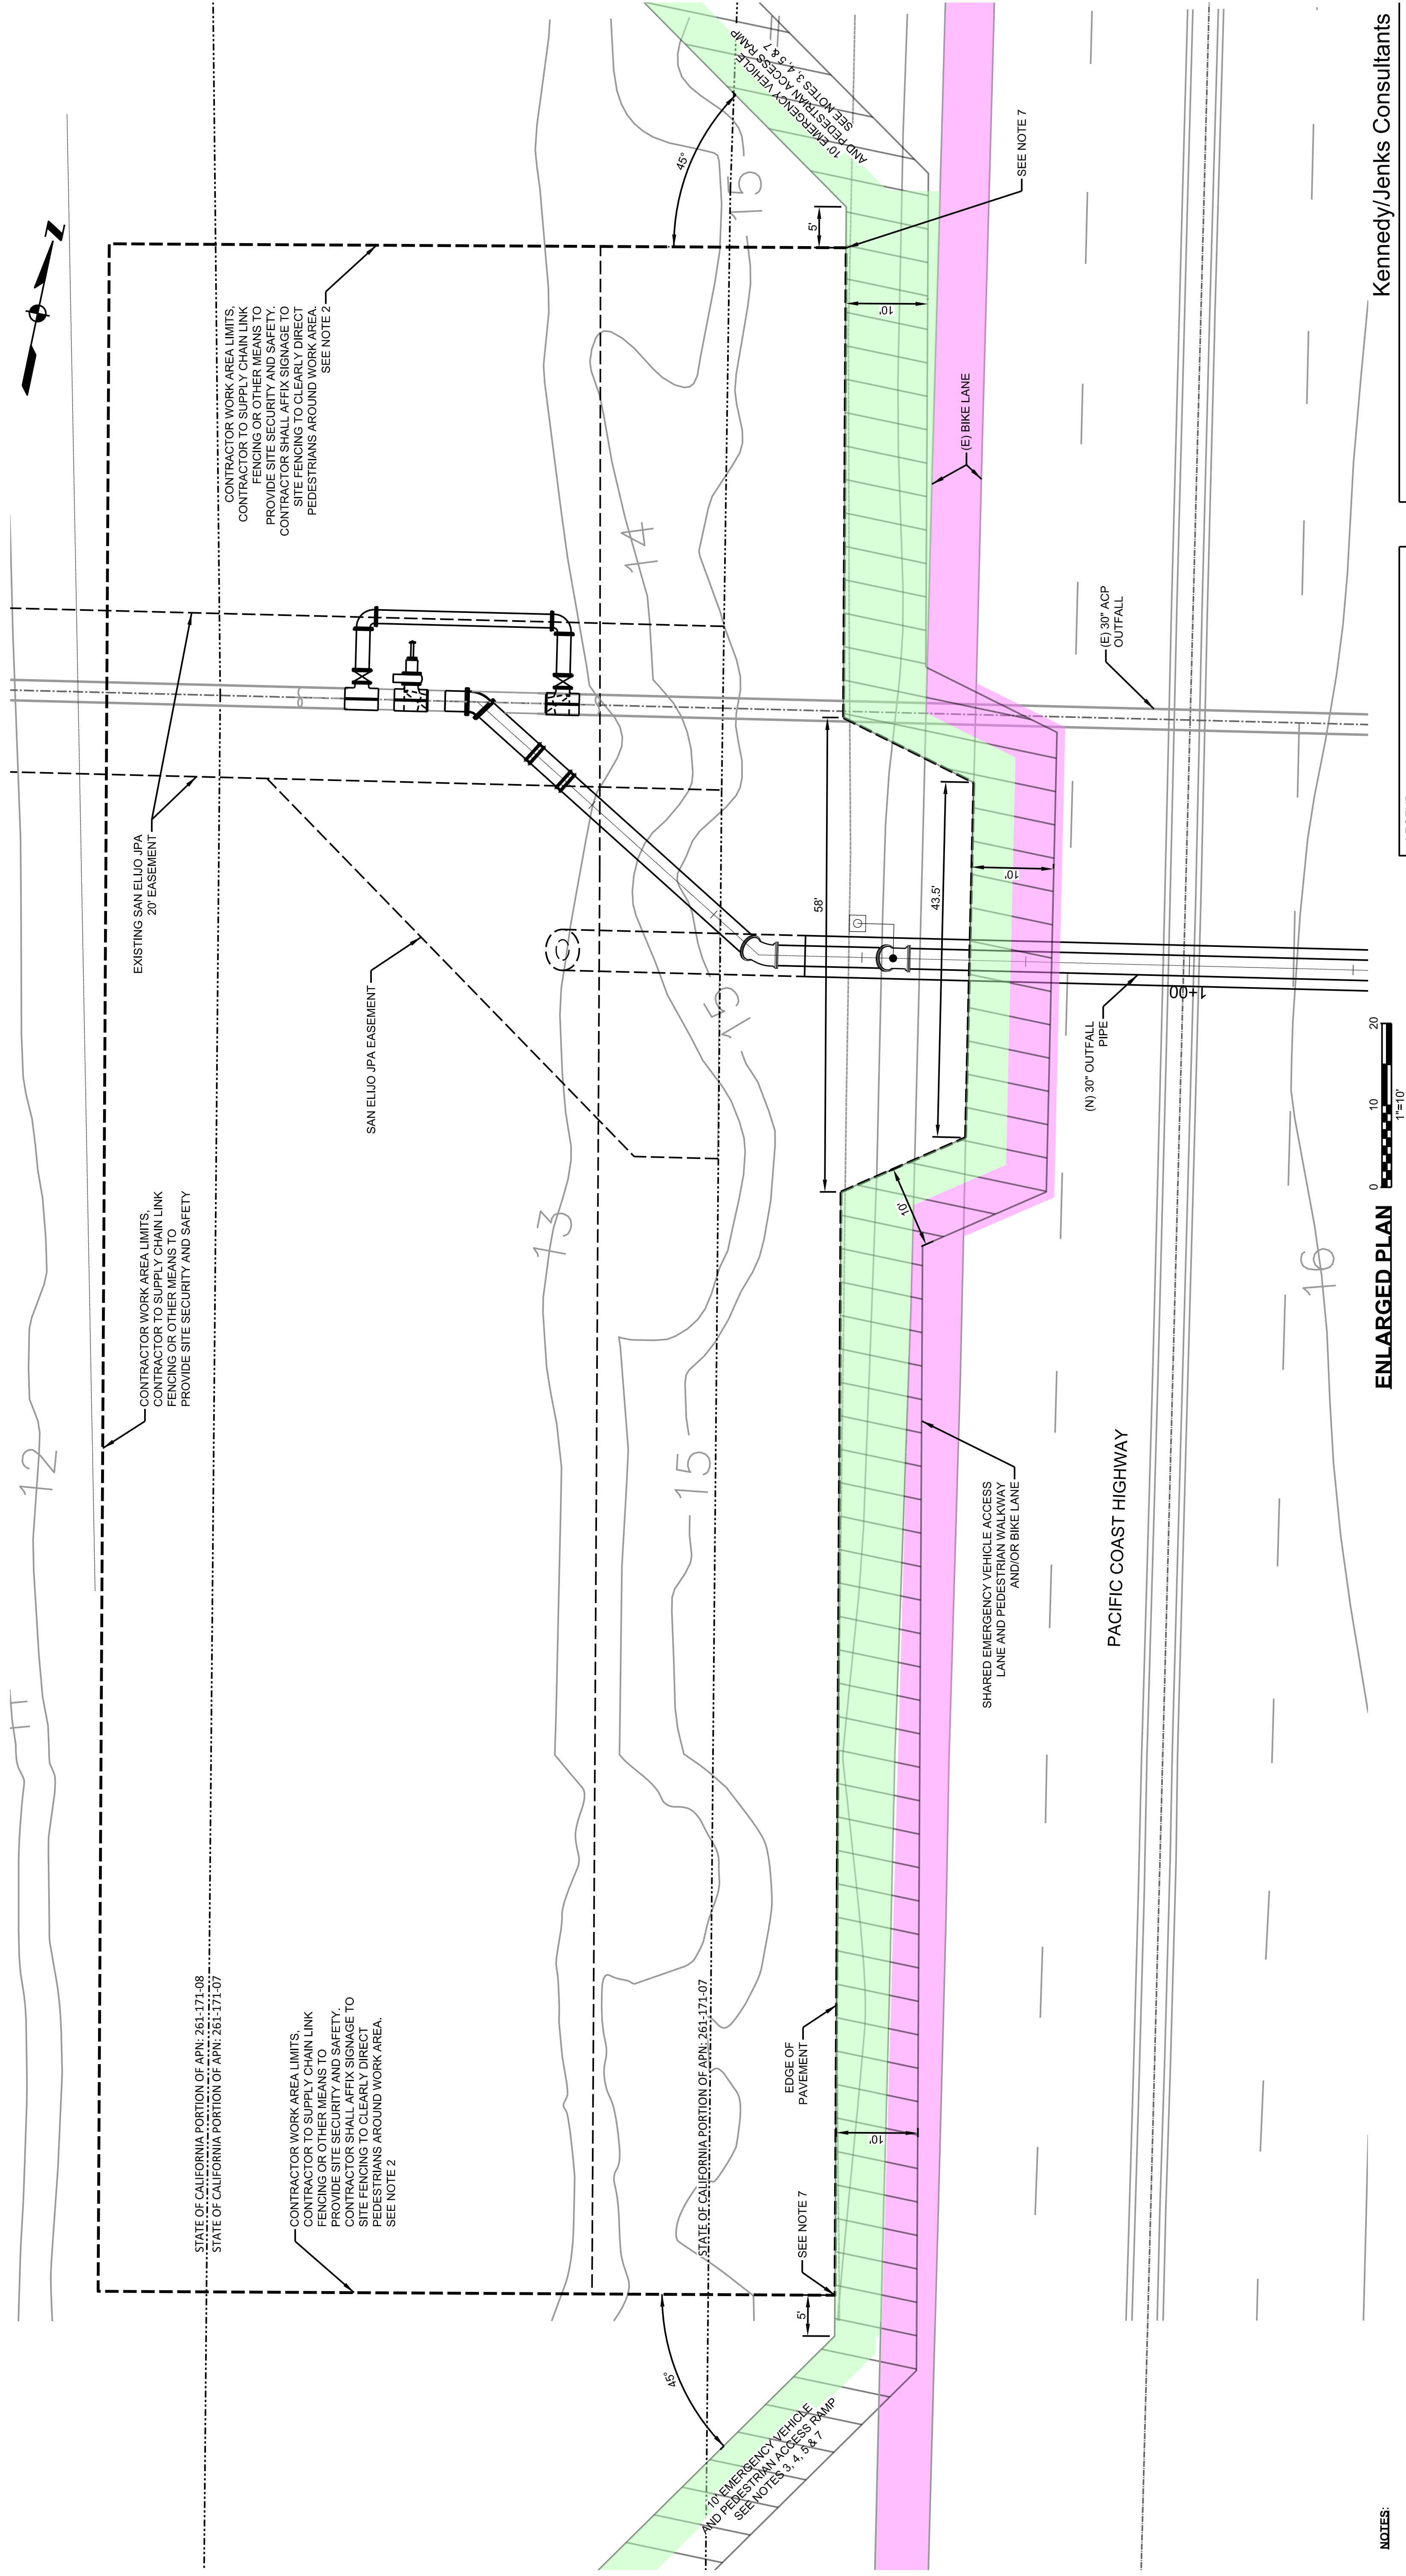 STATE OF CALIFORNIA PORTION OF APN: 261-171-08
STATE OF CALIFORNIA PORTION OF APN: 261-171-07
CONTRACTOR WORK AREA LIMITS,
CONTRACTOR TO SUPPLY CHAIN LINK
FENCING OR OTHER MEANS TO
PROVIDE SITE SECURITY AND SAFETY.
CONTRACTOR SHALL AFFIX SIGNAGE TO
SITE FENCING TO CLEARLY DIRECT
PEDESTRIANS AROUND WORK AREA.
SEE NOTE 2
CONTRACTOR WORK AREA LIMITS,
CONTRACTOR TO SUPPLY CHAIN LINK
FENCING OR OTHER MEANS TO
PROVIDE SITE SECURITY AND SAFETY
EXISTING SAN ELIJO JPA
20' EASEMENT
SAN ELIJO JPA EASEMENT
CONTRACTOR WORK AREA LIMITS,
CONTRACTOR TO SUPPLY CHAIN LINK
FENCING OR OTHER MEANS TO
PROVIDE SITE SECURITY AND SAFETY.
CONTRACTOR SHALL AFFIX SIGNAGE TO
SITE FENCING TO CLEARLY DIRECT
PEDESTRIANS AROUND WORK AREA.
SEE NOTE 2
N
11
12
13
14
15
15
15
16
STATE OF CALIFORNIA PORTION OF APN: 261-171-07
45°
5'
10' EMERGENCY VEHICLE
AND PEDESTRIAN ACCESS RAMP
SEE NOTES 3, 4, 5 & 7
SEE NOTE 7
EDGE OF
PAVEMENT
10'
10'
58'
43.5'
10'
10'
5'
45°
10' EMERGENCY VEHICLE
AND PEDESTRIAN ACCESS RAMP
SEE NOTES 3, 4, 5 & 7
SEE NOTE 7
(E) BIKE LANE
SHARED EMERGENCY VEHICLE ACCESS
LANE AND PEDESTRIAN WALKWAY
AND/OR BIKE LANE
PACIFIC COAST HIGHWAY
(N) 30" OUTFALL
PIPE
1+00
(E) 30" ACP
OUTFALL
NOTES:
ENLARGED PLAN
0 10 20
1"=10'
Kennedy/Jenks Consultants